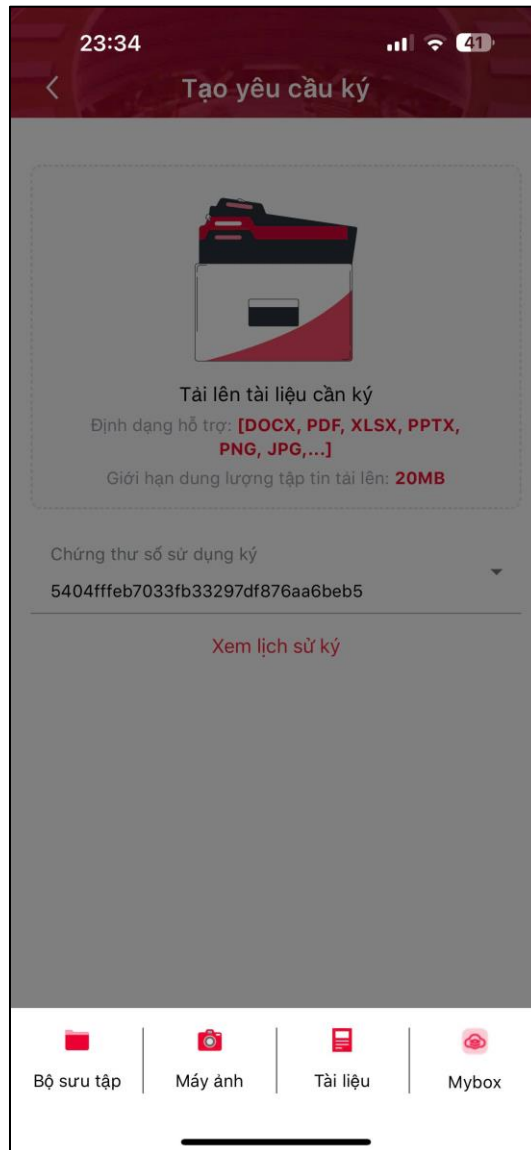 23:34
41
Tạo yêu cầu ký
Tải lên tài liệu cần ký
Định dạng hỗ trợ: [DOCX, PDF, XLSX, PPTX,
PNG, JPG,...]
Giới hạn dung lượng tập tin tải lên: 20MB
Chứng thư số sử dụng ký
5404fffeb7033fb33297df876aa6beb5
Xem lịch sử ký
Bộ sưu tập
Máy ảnh
Tài liệu
Mybox